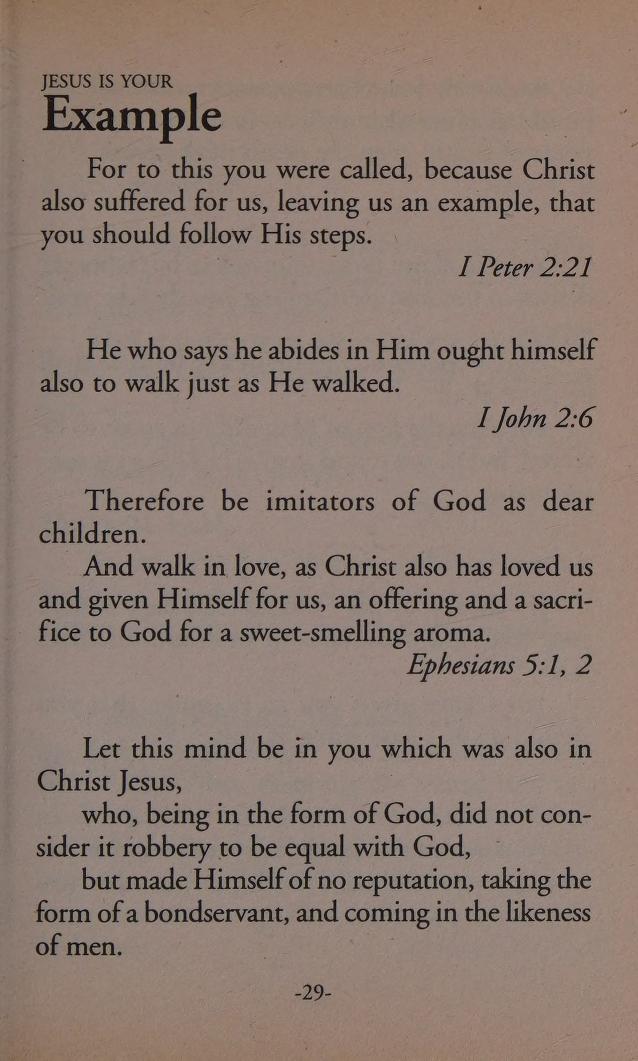 JESUS IS YOUR
Example
For to this you were called, because Christ
also suffered for us, leaving us an example, that
you should follow His steps.
I Peter 2:21
He who says he abides in Him ought himself
also to walk just as He walked.
I John 2:6
Therefore be imitators of God as dear
children.
And walk in love, as Christ also has loved us
and given Himself for us, an offering and a sacri-
fice to God for a sweet-smelling aroma.
Ephesians 5:1, 2
Let this mind be in you which was also in
Christ Jesus,
who, being in the form of God, did not con-
sider it robbery to be equal with God,
but made Himself of no reputation, taking the
form of a bondservant, and coming in the likeness
of men.
-29-